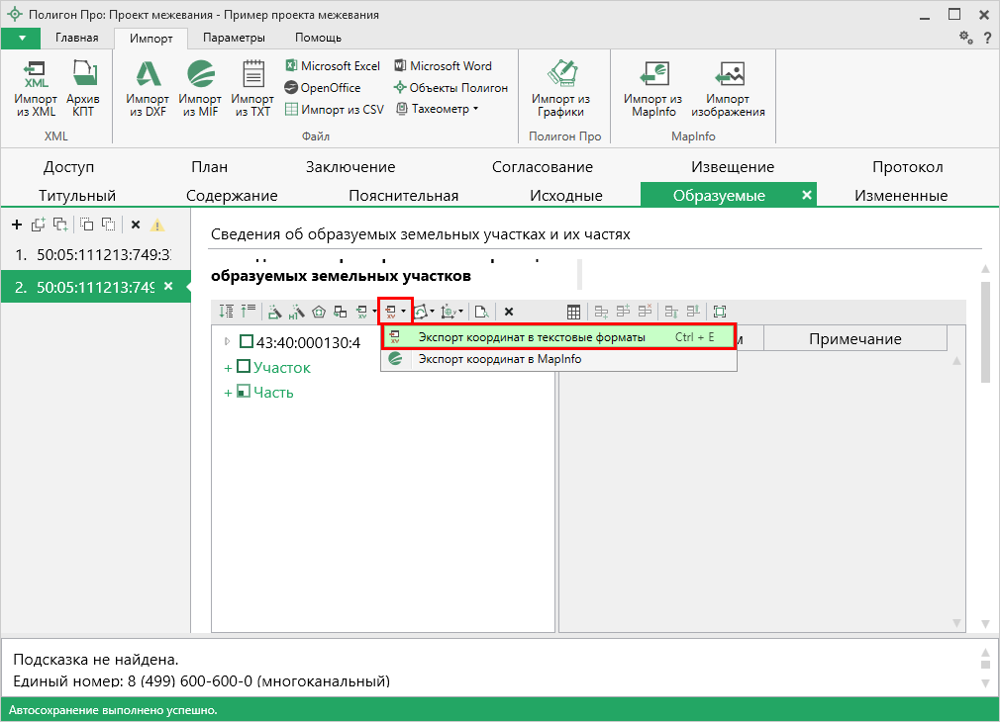 Полигон Про: Проект межевания - Пример проекта межевания
Главная Импорт Параметры Помощь
?
XML
Импорт из XML
Архив КПТ
XML
Импорт из DXF
Импорт из MIF
Импорт из TXT
Microsoft Excel
OpenOffice
Импорт из CSV
Microsoft Word
Объекты Полигон
Тахеометр
Файл
Импорт из Графики
Полигон Про
Импорт из MapInfo
Импорт изображения
MapInfo
Доступ План Заключение Согласование Извещение Протокол
Титульный Содержание Пояснительная Исходные Образуемые Измененные
1. 50:05:111213:749:3
2. 50:05:111213:749
Сведения об образуемых земельных участках и их частях
образуемых земельных участков
Экспорт координат в текстовые форматы Ctrl + E
Экспорт координат в MapInfo
Примечание
43:40:000130:4
+ Участок
+ Часть
Подсказка не найдена.
Единый номер: 8 (499) 600-600-0 (многоканальный)
Автосохранение выполнено успешно.